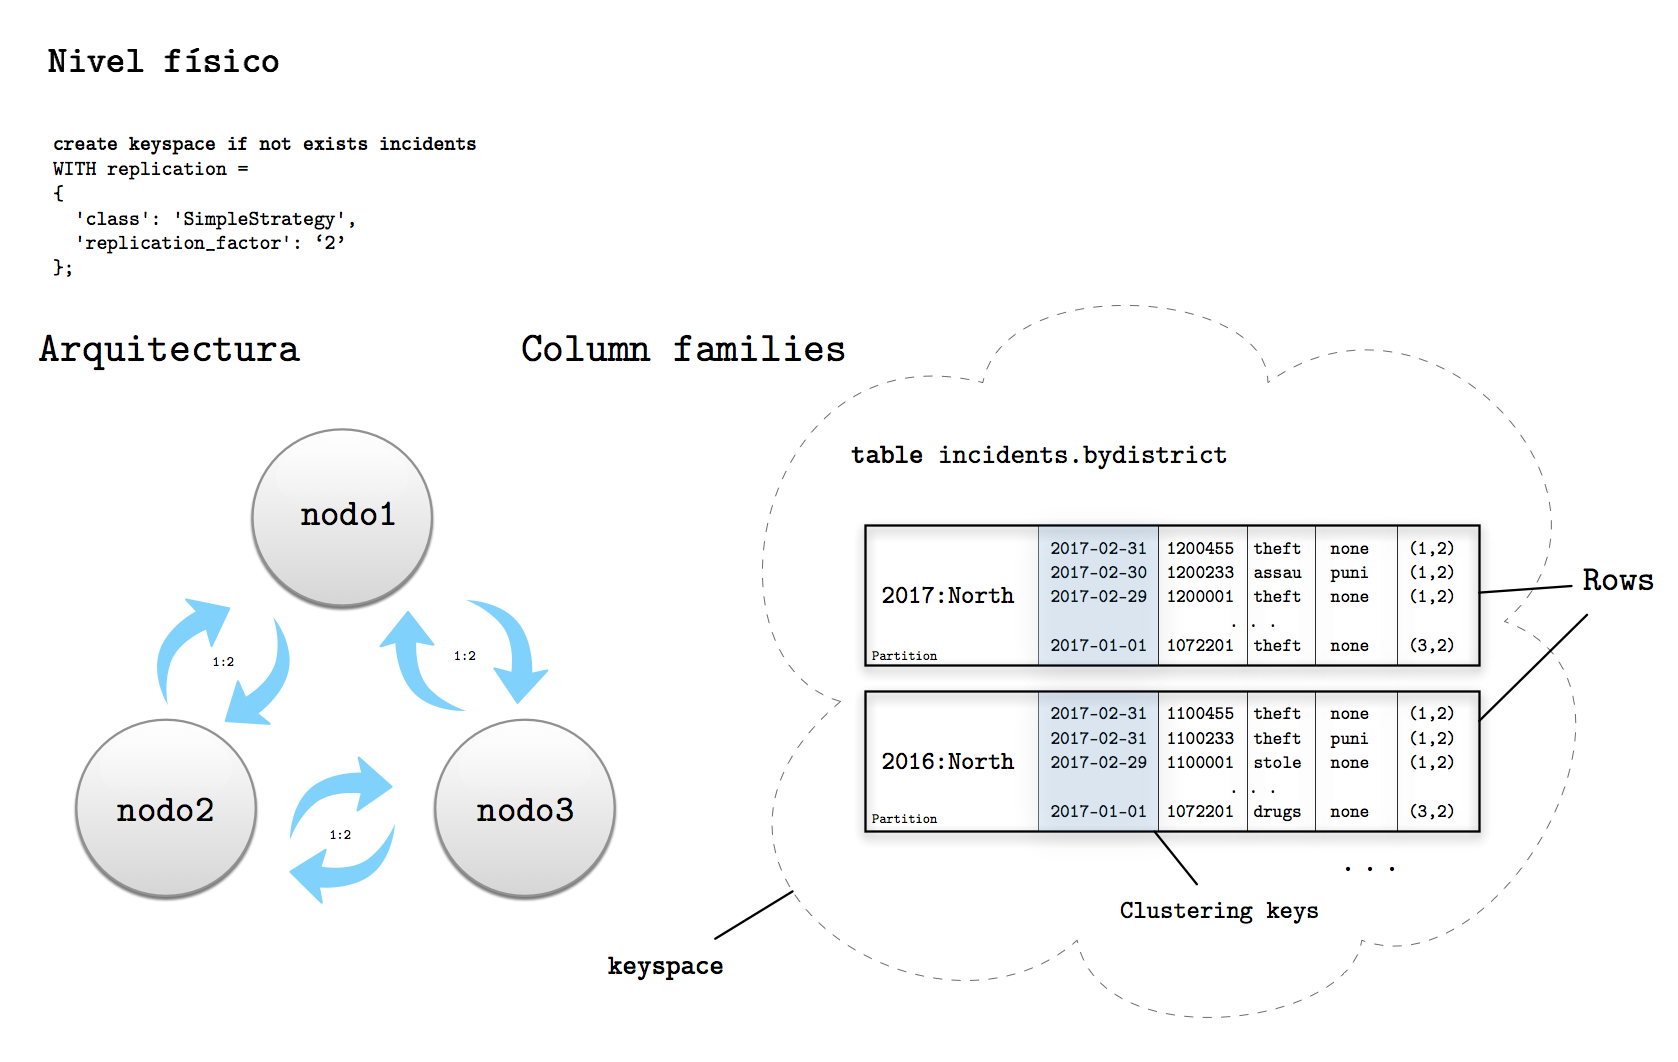 Nivel físico
create keyspace if not exists incidents
WITH replication =
{
'class': 'SimpleStrategy',
'replication_factor': ‘2’
};
Arquitectura
nodo1
1:2
1:2
nodo2
nodo3
1:2
Column families
table incidents.bydistrict
2017:North
Partition
2017-02-31 1200455 theft none (1,2)
2017-02-30 1200233 assau puni (1,2)
2017-02-29 1200001 theft none (1,2)
. . .
2017-01-01 1072201 theft none (3,2)
2016:North
Partition
2017-02-31 1100455 theft none (1,2)
2017-02-31 1100233 theft puni (1,2)
2017-02-29 1100001 stole none (1,2)
. . .
2017-01-01 1072201 drugs none (3,2)
. . .
Rows
Clustering keys
keyspace